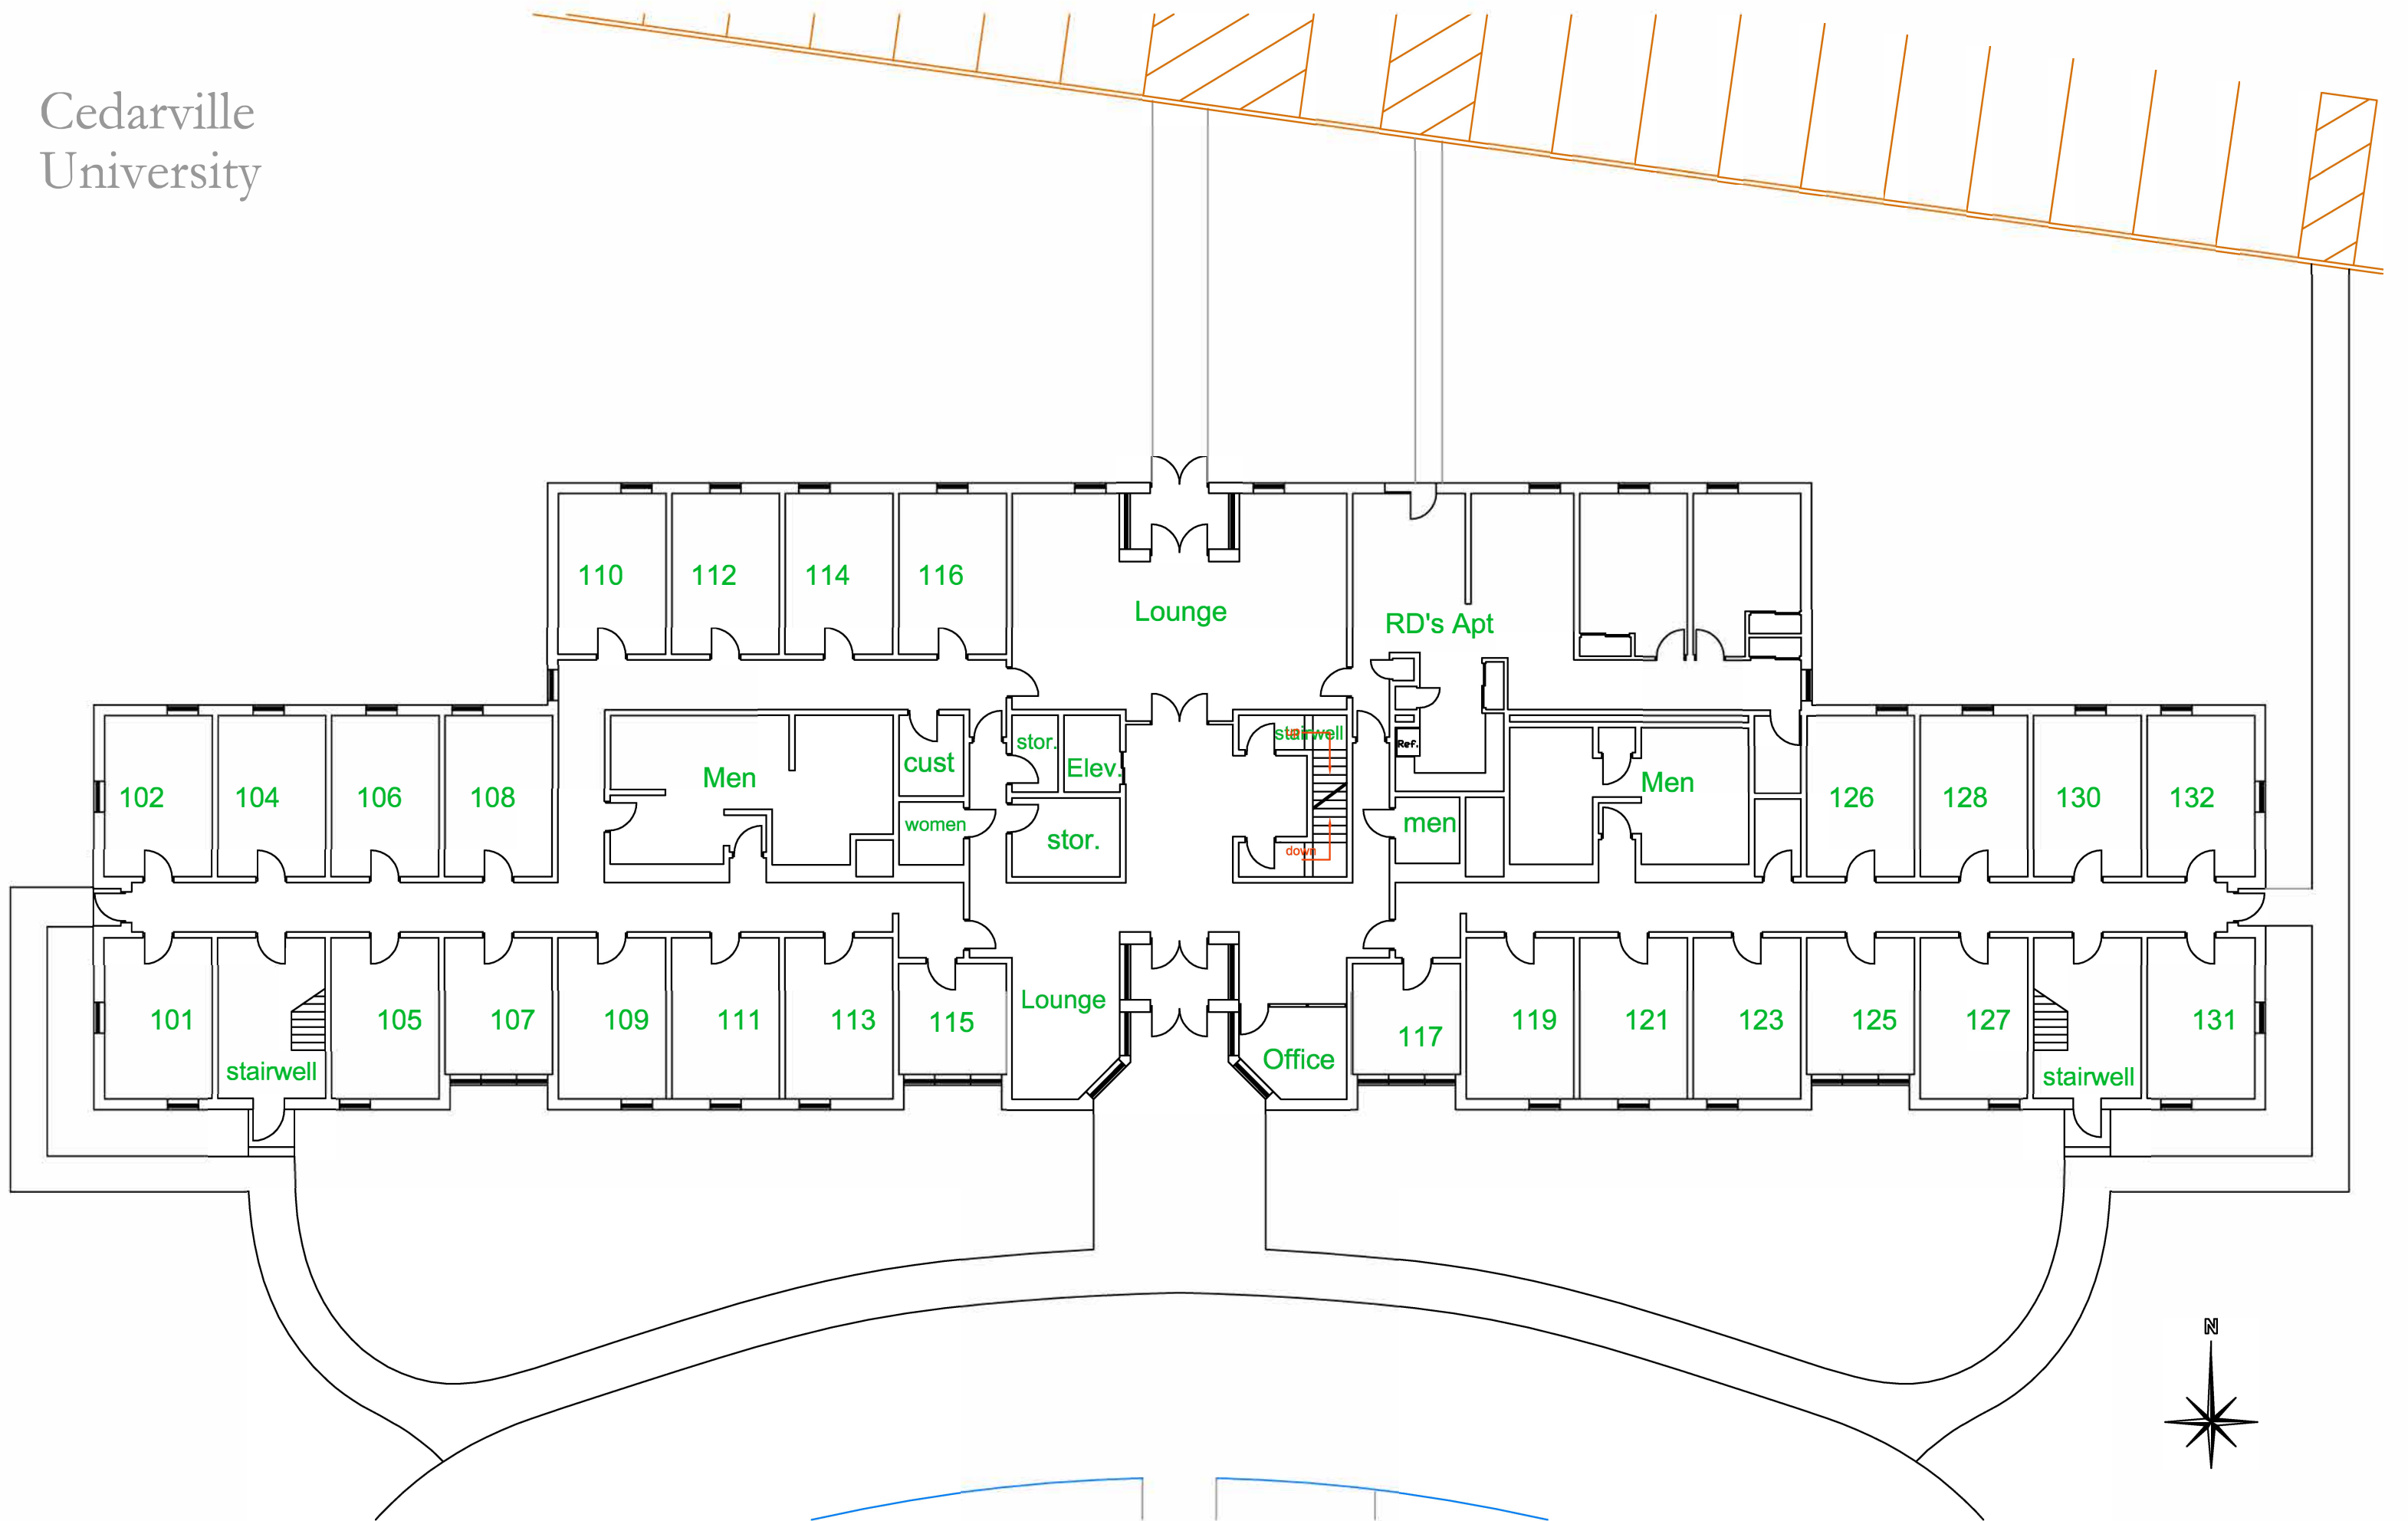 Cedarville
University
110 112 114 116 Lounge RD's Apt
102 104 106 108 Men cust stor. Elev. stairwell up Ref. Men 126 128 130 132
women stor. down men
101 105 107 109 111 113 115 Lounge Office 117 119 121 123 125 127 131
stairwell stairwell
N